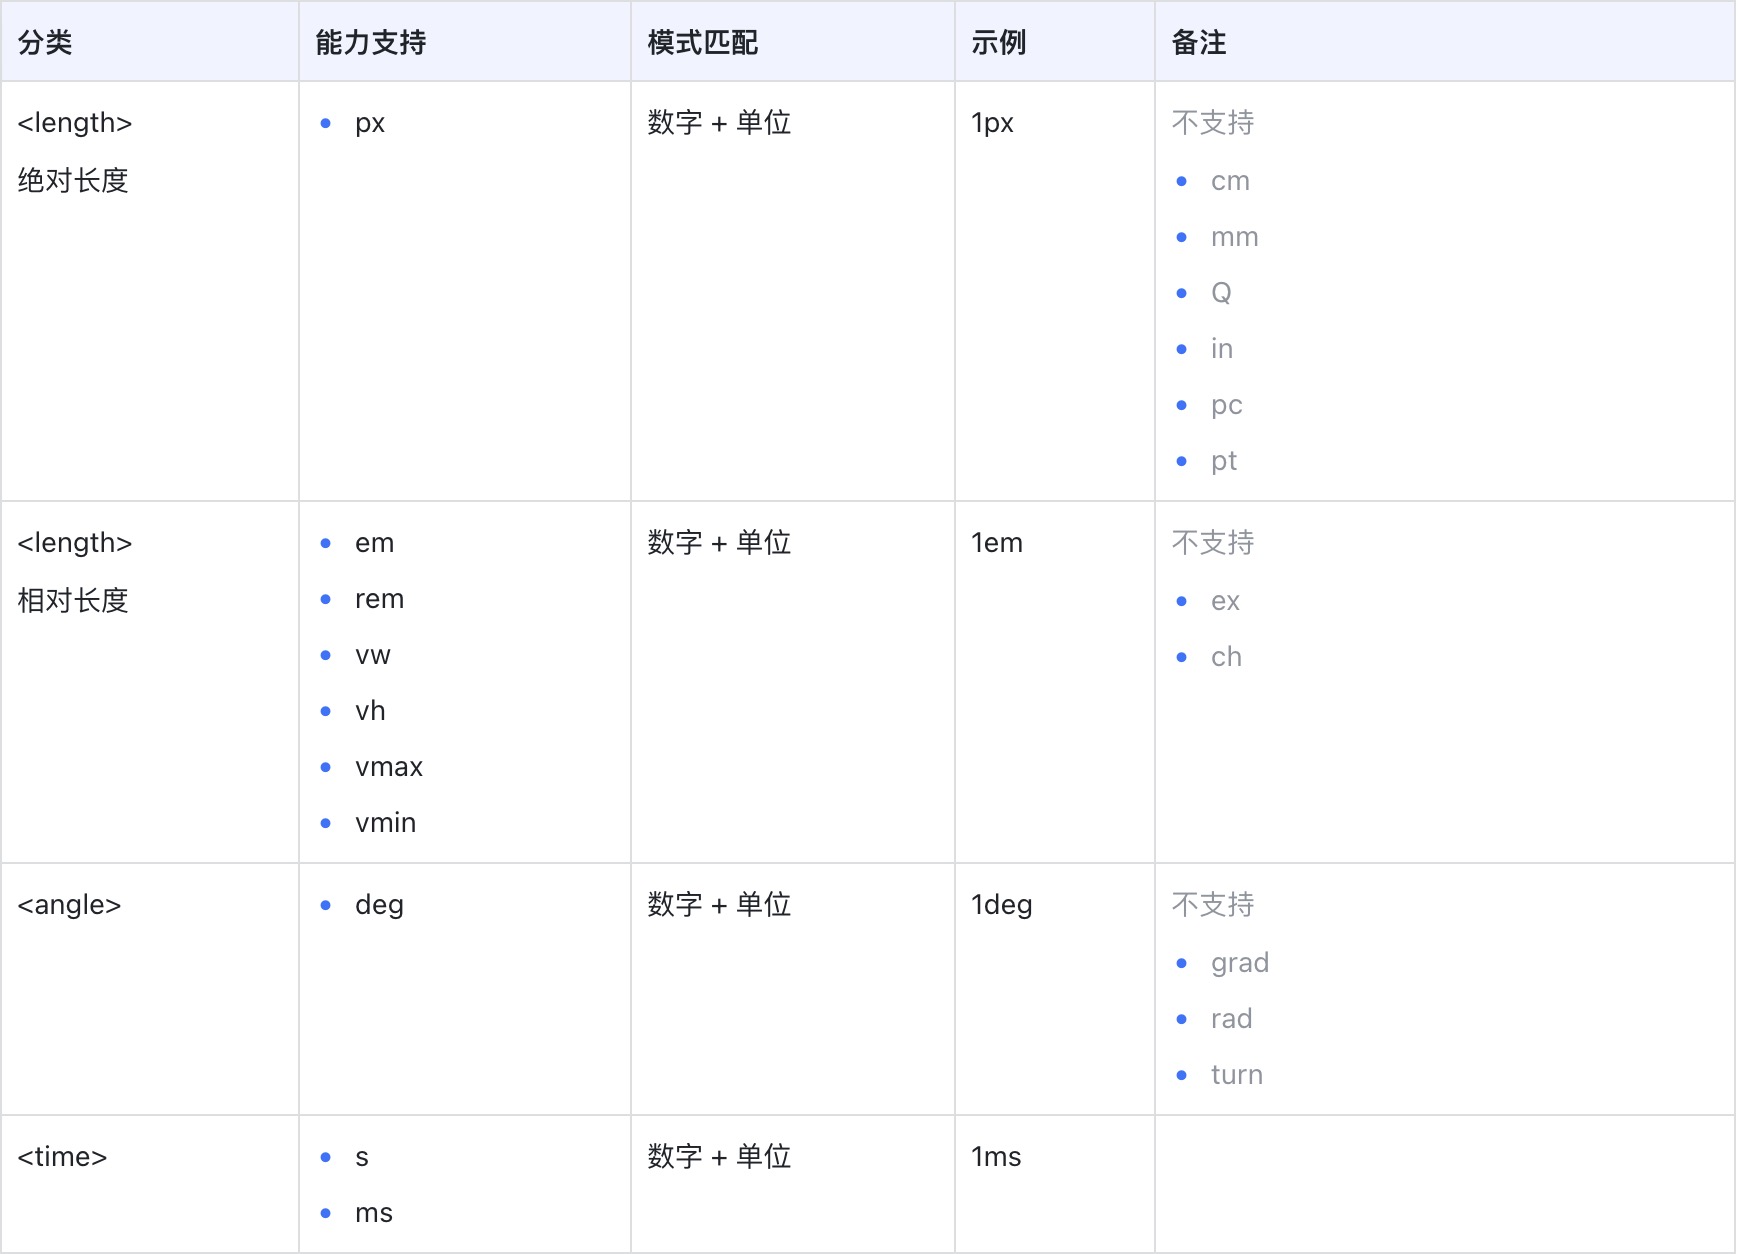 分类 能力支持 模式匹配 示例 备注
<length> px 数字 + 单位 1px 不支持
绝对长度 cm
mm
Q
in
pc
pt
<length> em 数字 + 单位 1em 不支持
相对长度 rem ex
vw ch
vh
vmax
vmin
<angle> deg 数字 + 单位 1deg 不支持
grad
rad
turn
<time> s 数字 + 单位 1ms
ms